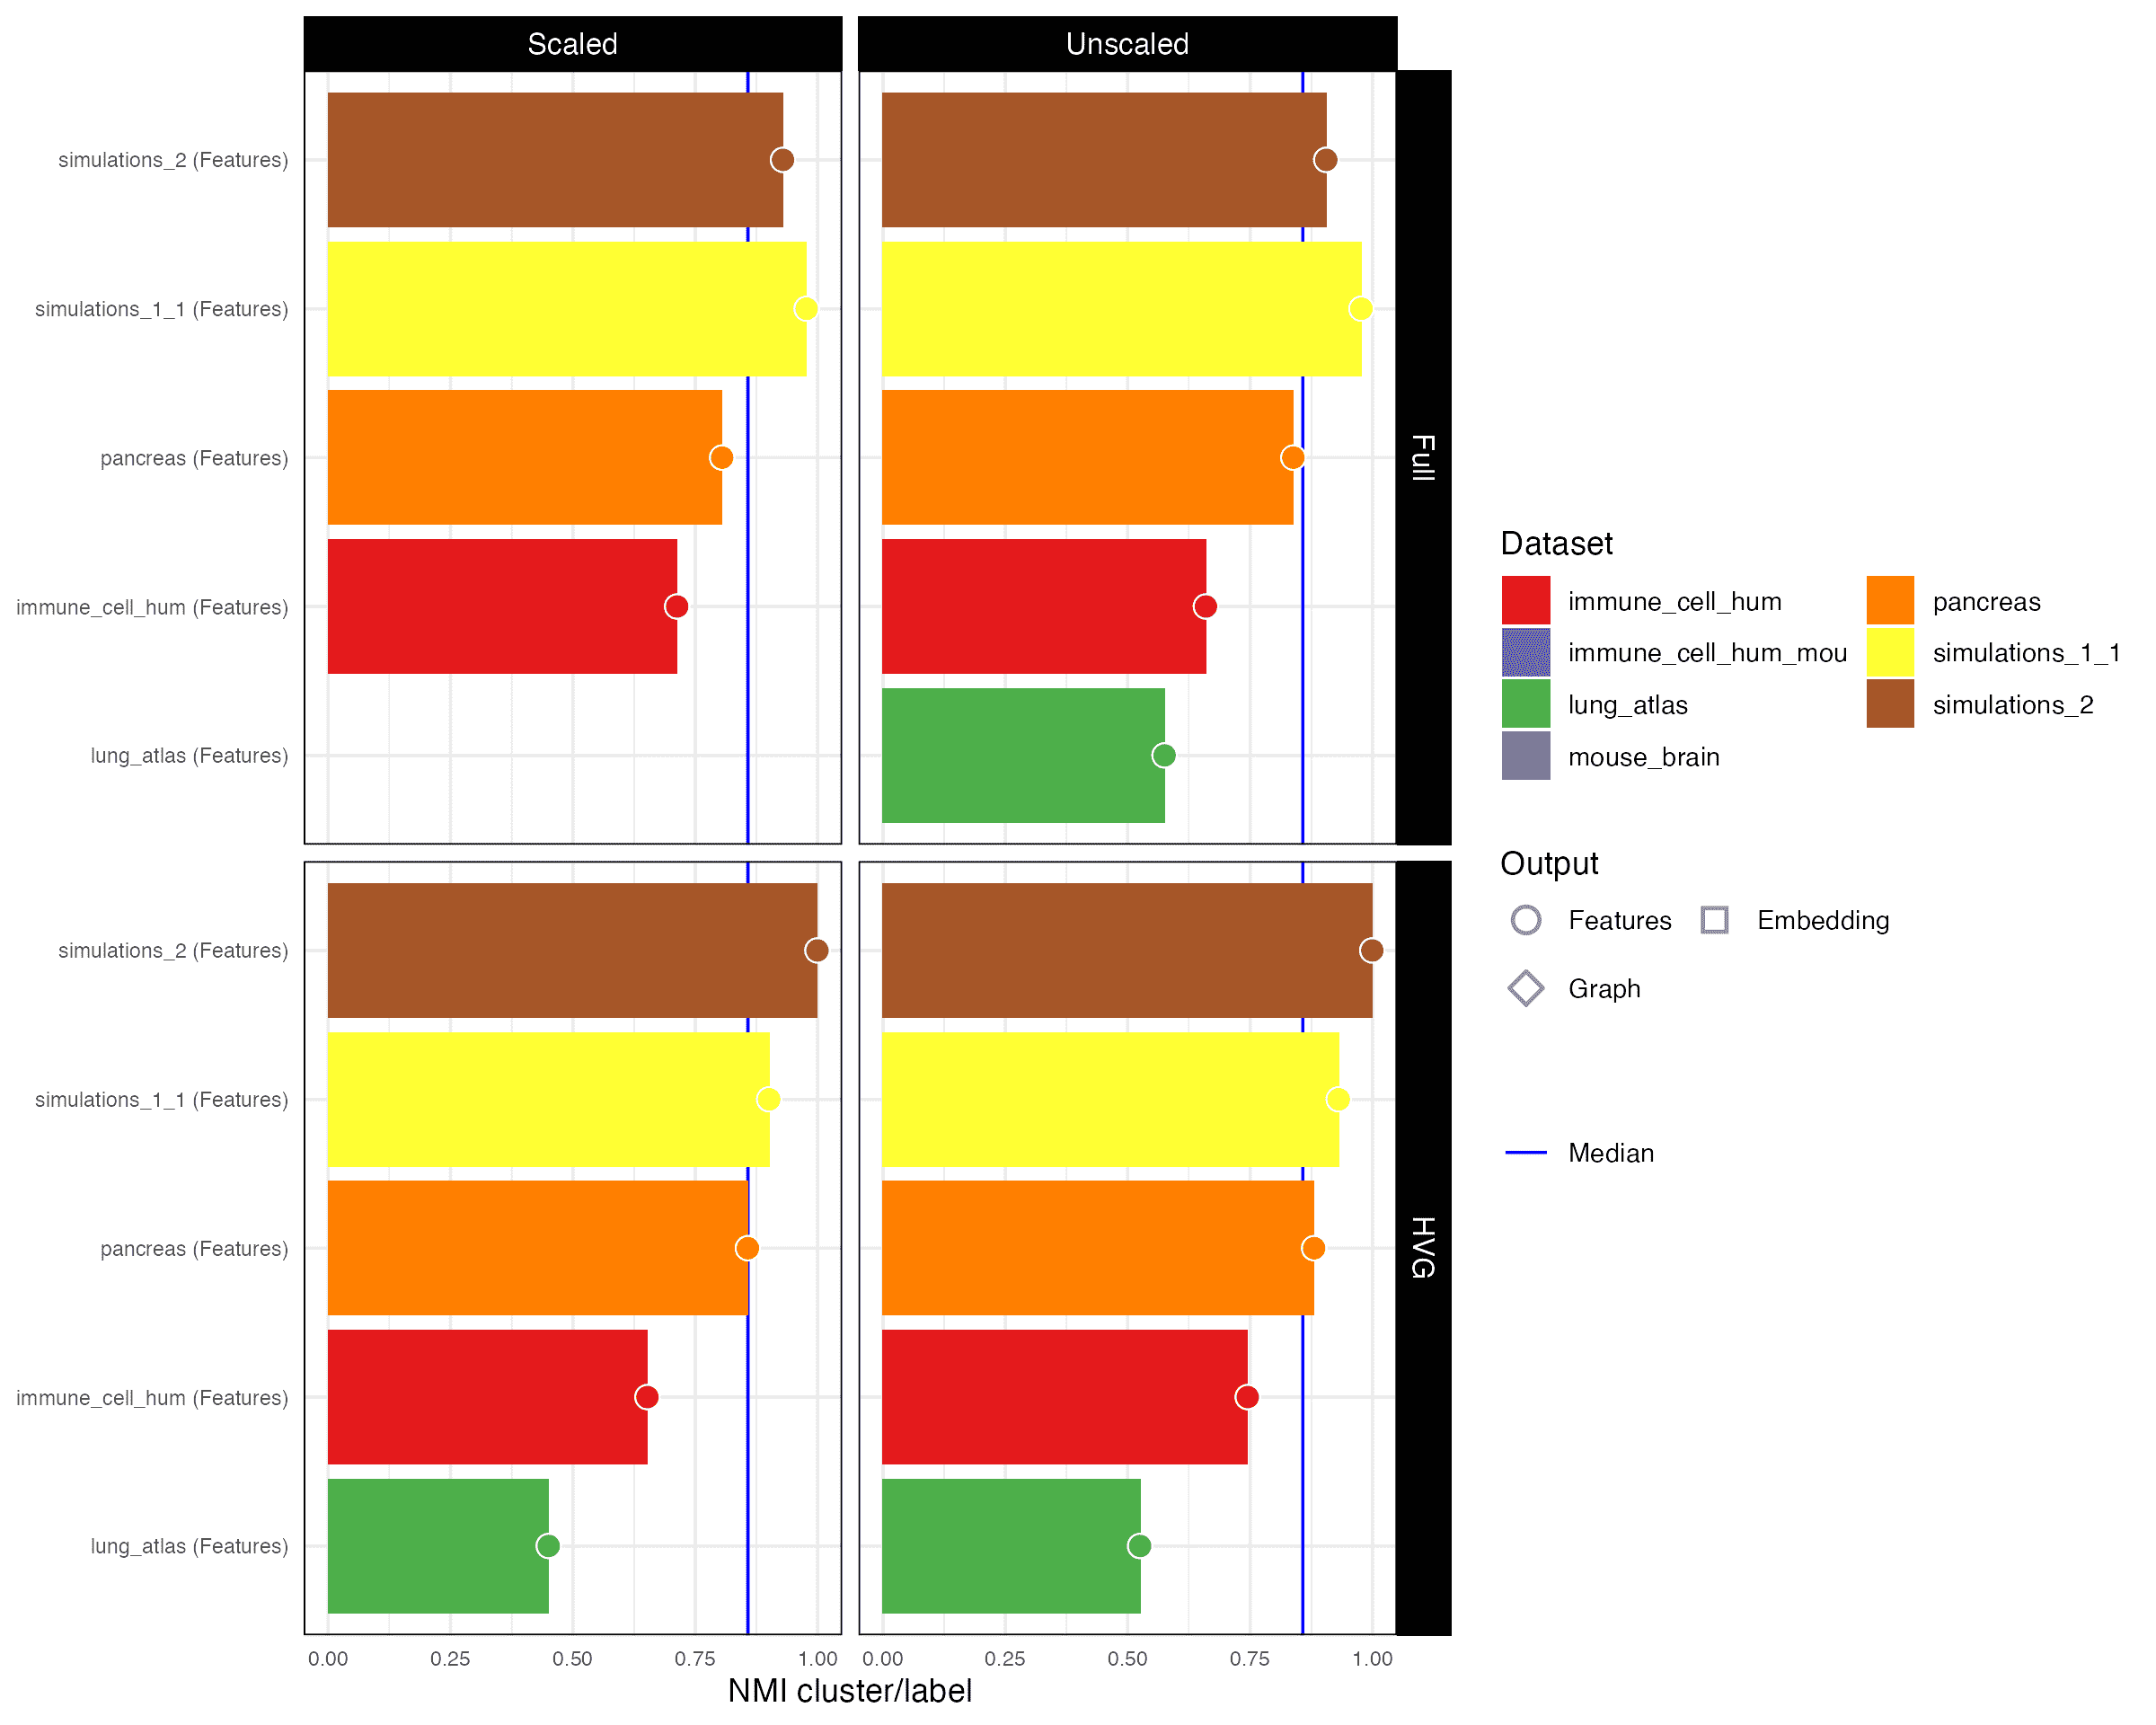 Scaled
Unscaled
simulations_2 (Features)
simulations_1_1 (Features)
pancreas (Features)
immune_cell_hum (Features)
lung_atlas (Features)
Full
simulations_2 (Features)
simulations_1_1 (Features)
pancreas (Features)
immune_cell_hum (Features)
lung_atlas (Features)
HVG
0.00 0.25 0.50 0.75 1.00 0.00 0.25 0.50 0.75 1.00
NMI cluster/label
Dataset
immune_cell_hum pancreas
immune_cell_hum_mou simulations_1_1
lung_atlas simulations_2
mouse_brain
Output
Features Embedding
Graph
Median